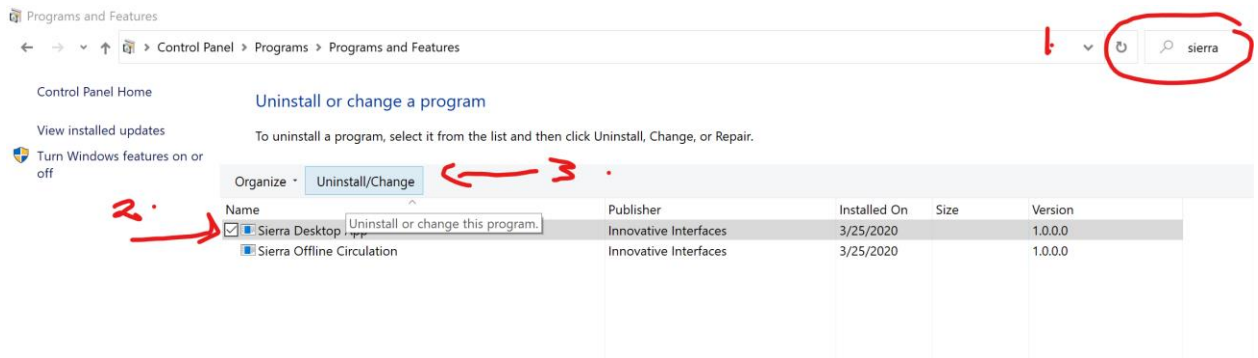 Programs and Features
Control Panel > Programs > Programs and Features
1.
sierra
Control Panel Home
View installed updates
Turn Windows features on or
off
Uninstall or change a program
To uninstall a program, select it from the list and then click Uninstall, Change, or Repair.
Organize Uninstall/Change
3.
2.
Name Publisher Installed On Size Version
Uninstall or change this program.
Sierra Desktop App Innovative Interfaces 3/25/2020 1.0.0.0
Sierra Offline Circulation Innovative Interfaces 3/25/2020 1.0.0.0